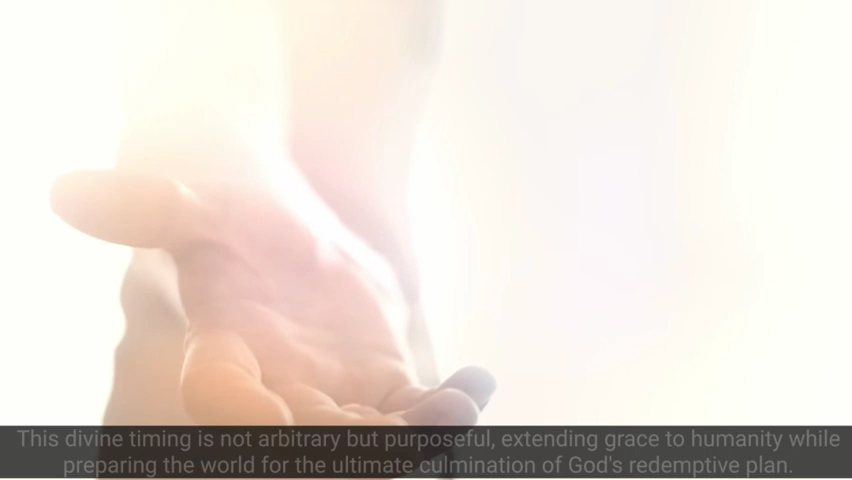 This divine timing is not arbitrary but purposeful, extending grace to humanity while
preparing the world for the ultimate culmination of God's redemptive plan.